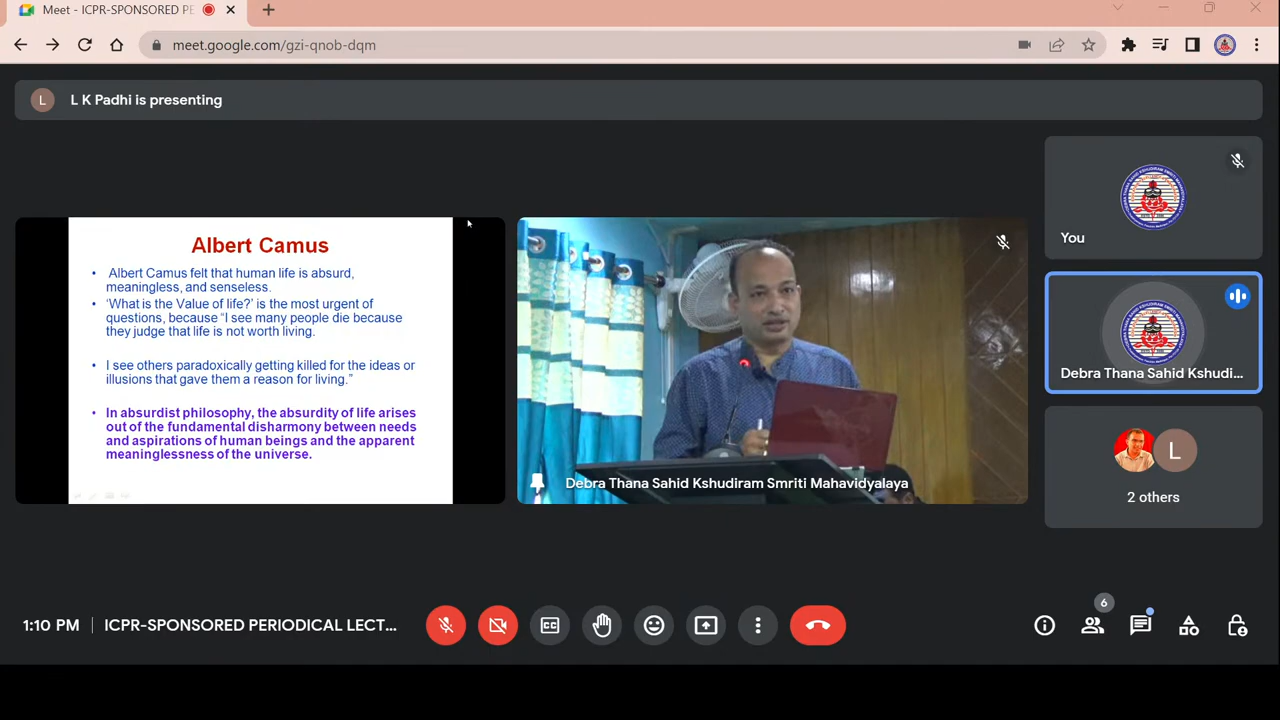 Meet - ICPR-SPONSORED PE
meet.google.com/gzi-qnob-dqm
L
L K Padhi is presenting
Albert Camus
• Albert Camus felt that human life is absurd,
meaningless, and senseless.
• ‘What is the Value of life?’ is the most urgent of
questions, because “I see many people die because
they judge that life is not worth living.
• I see others paradoxically getting killed for the ideas or
illusions that gave them a reason for living.”
• In absurdist philosophy, the absurdity of life arises
out of the fundamental disharmony between needs
and aspirations of human beings and the apparent
meaninglessness of the universe.
Debra Thana Sahid Kshudiram Smriti Mahavidyalaya
You
Debra Thana Sahid Kshudi...
L
2 others
1:10 PM | ICPR-SPONSORED PERIODICAL LECT...
CC
6